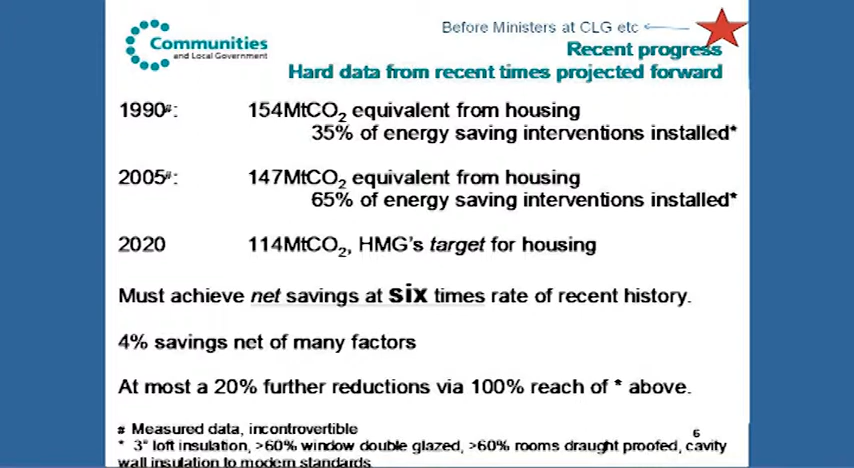 Before Ministers at CLG etc
Communities
and Local Government
Recent progress
Hard data from recent times projected forward
1990#: 154MtCO₂ equivalent from housing
35% of energy saving interventions installed*
2005#: 147MtCO₂ equivalent from housing
65% of energy saving interventions installed*
2020 114MtCO₂, HMG's target for housing
Must achieve net savings at six times rate of recent history.
4% savings net of many factors
At most a 20% further reductions via 100% reach of * above.
# Measured data, incontrovertible
6
* 3" loft insulation, >60% window double glazed, >60% rooms draught proofed, cavity
wall insulation to modern standards